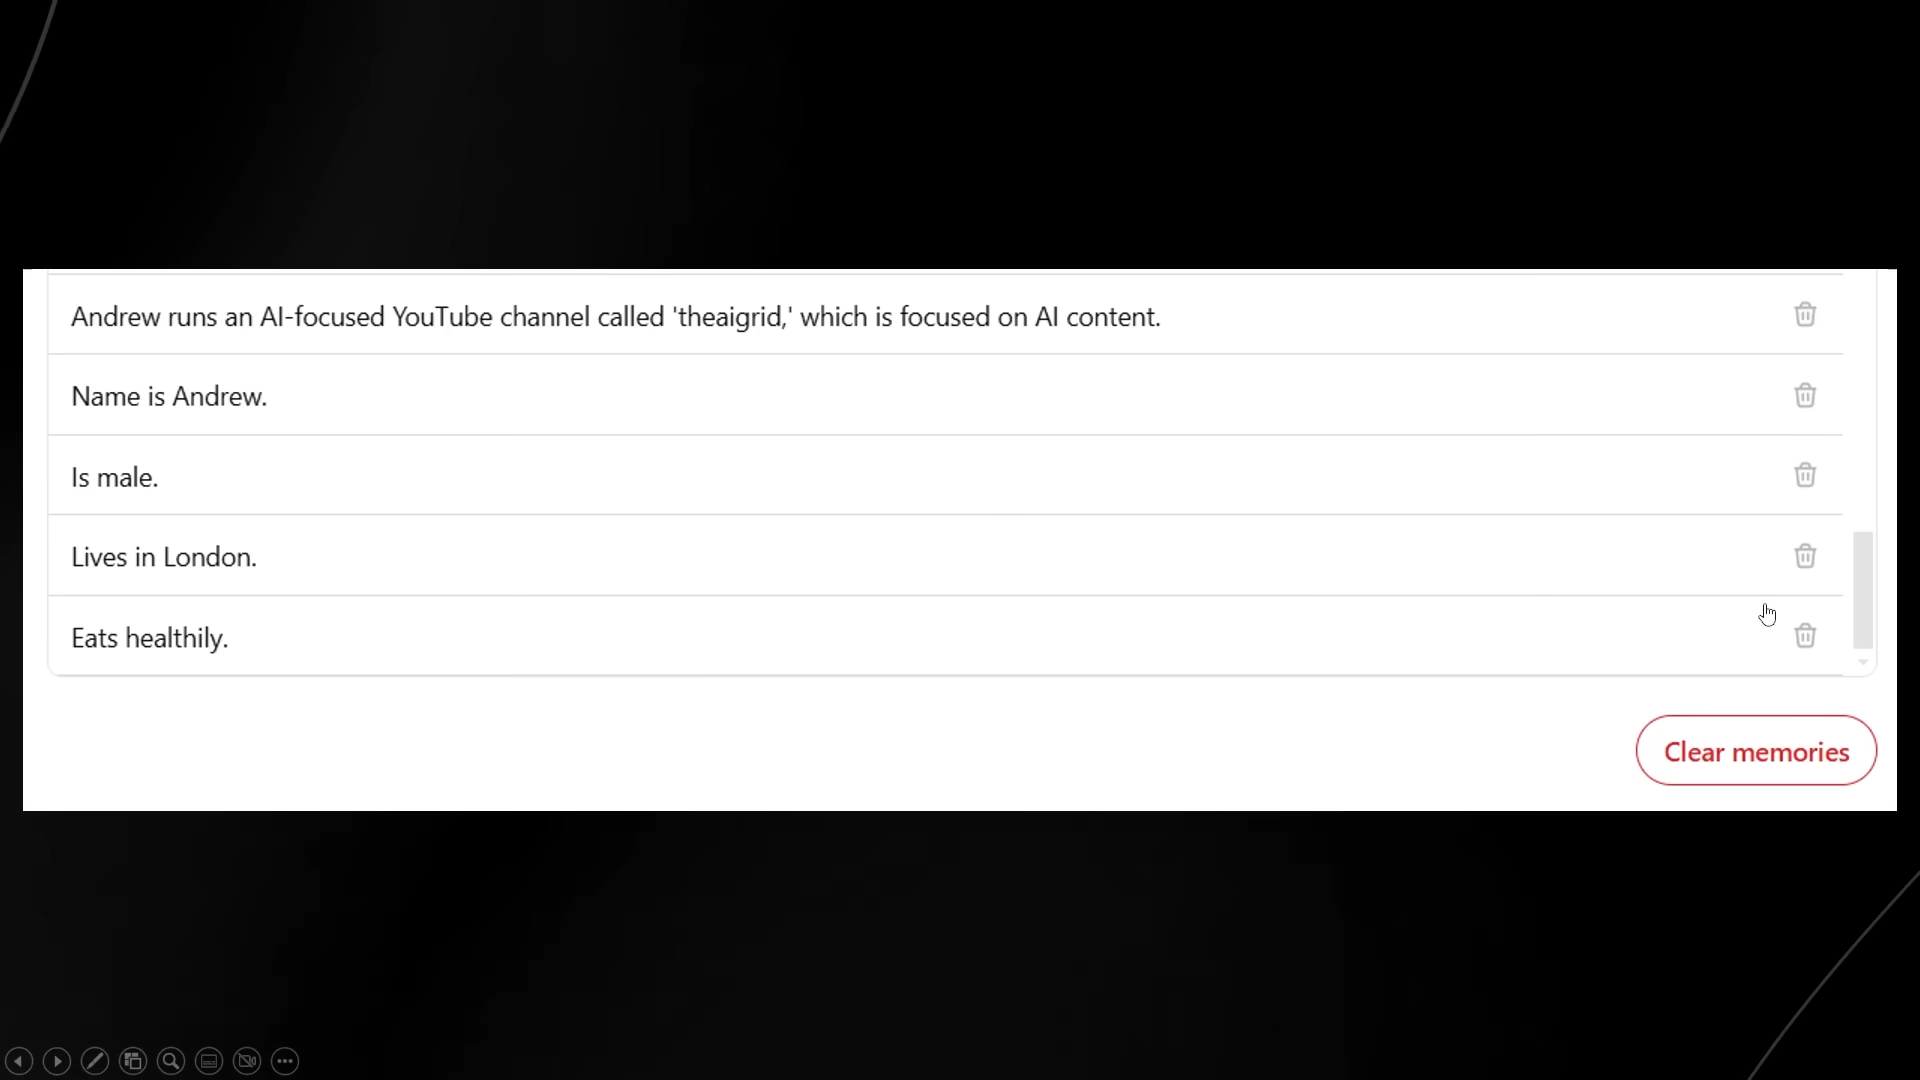 Andrew runs an AI-focused YouTube channel called 'theaigrid,' which is focused on AI content.
Name is Andrew.
Is male.
Lives in London.
Eats healthily.
Clear memories